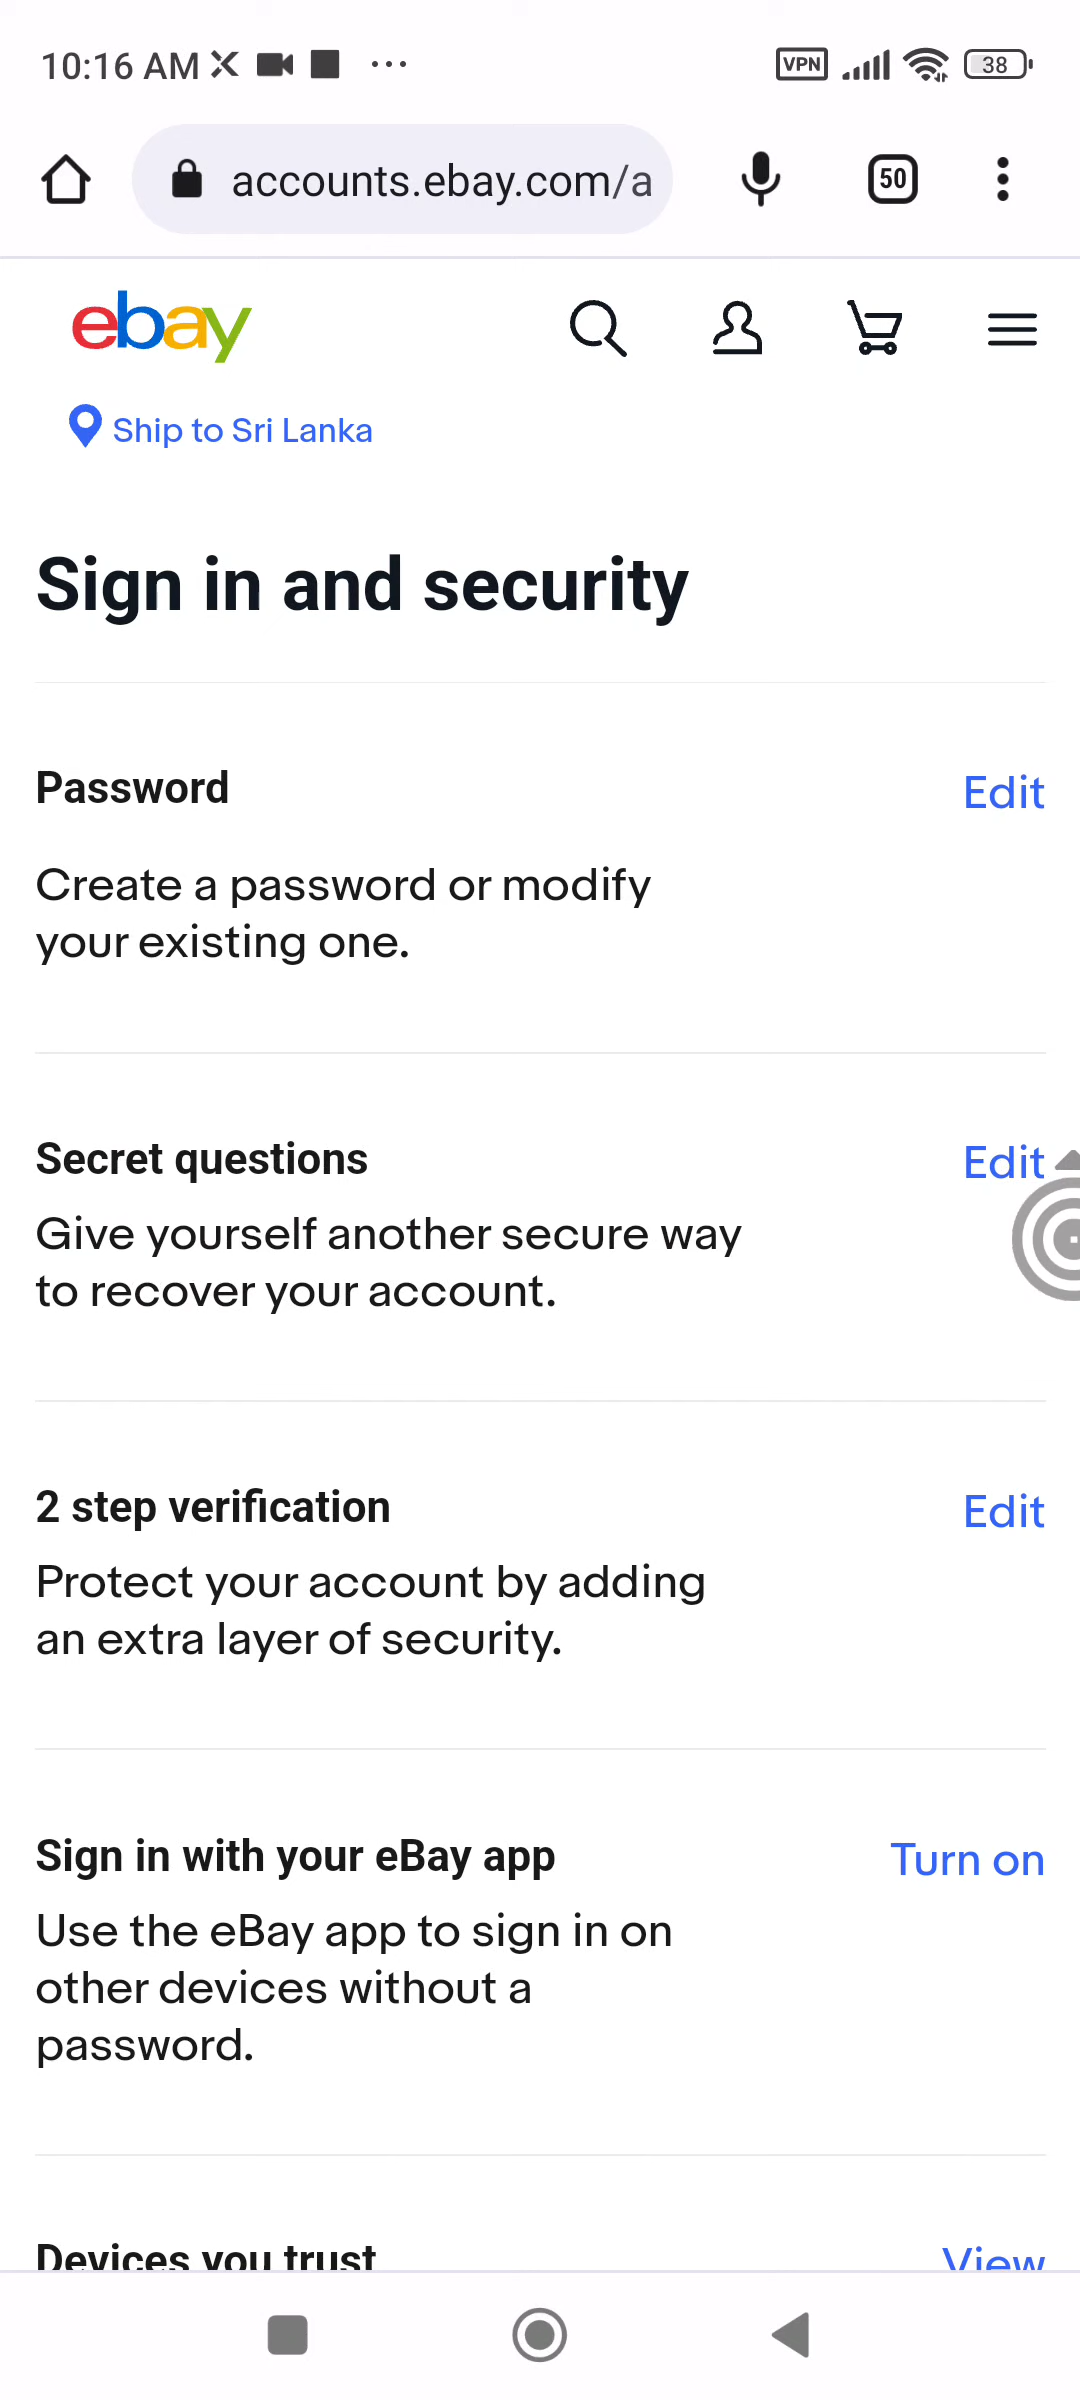 10:16 AM
VPN
38
accounts.ebay.com/a
50
ebay
Ship to Sri Lanka
Sign in and security
Password
Edit
Create a password or modify
your existing one.
Secret questions
Edit
Give yourself another secure way
to recover your account.
2 step verification
Edit
Protect your account by adding
an extra layer of security.
Sign in with your eBay app
Turn on
Use the eBay app to sign in on
other devices without a
password.
Devices you trust
View